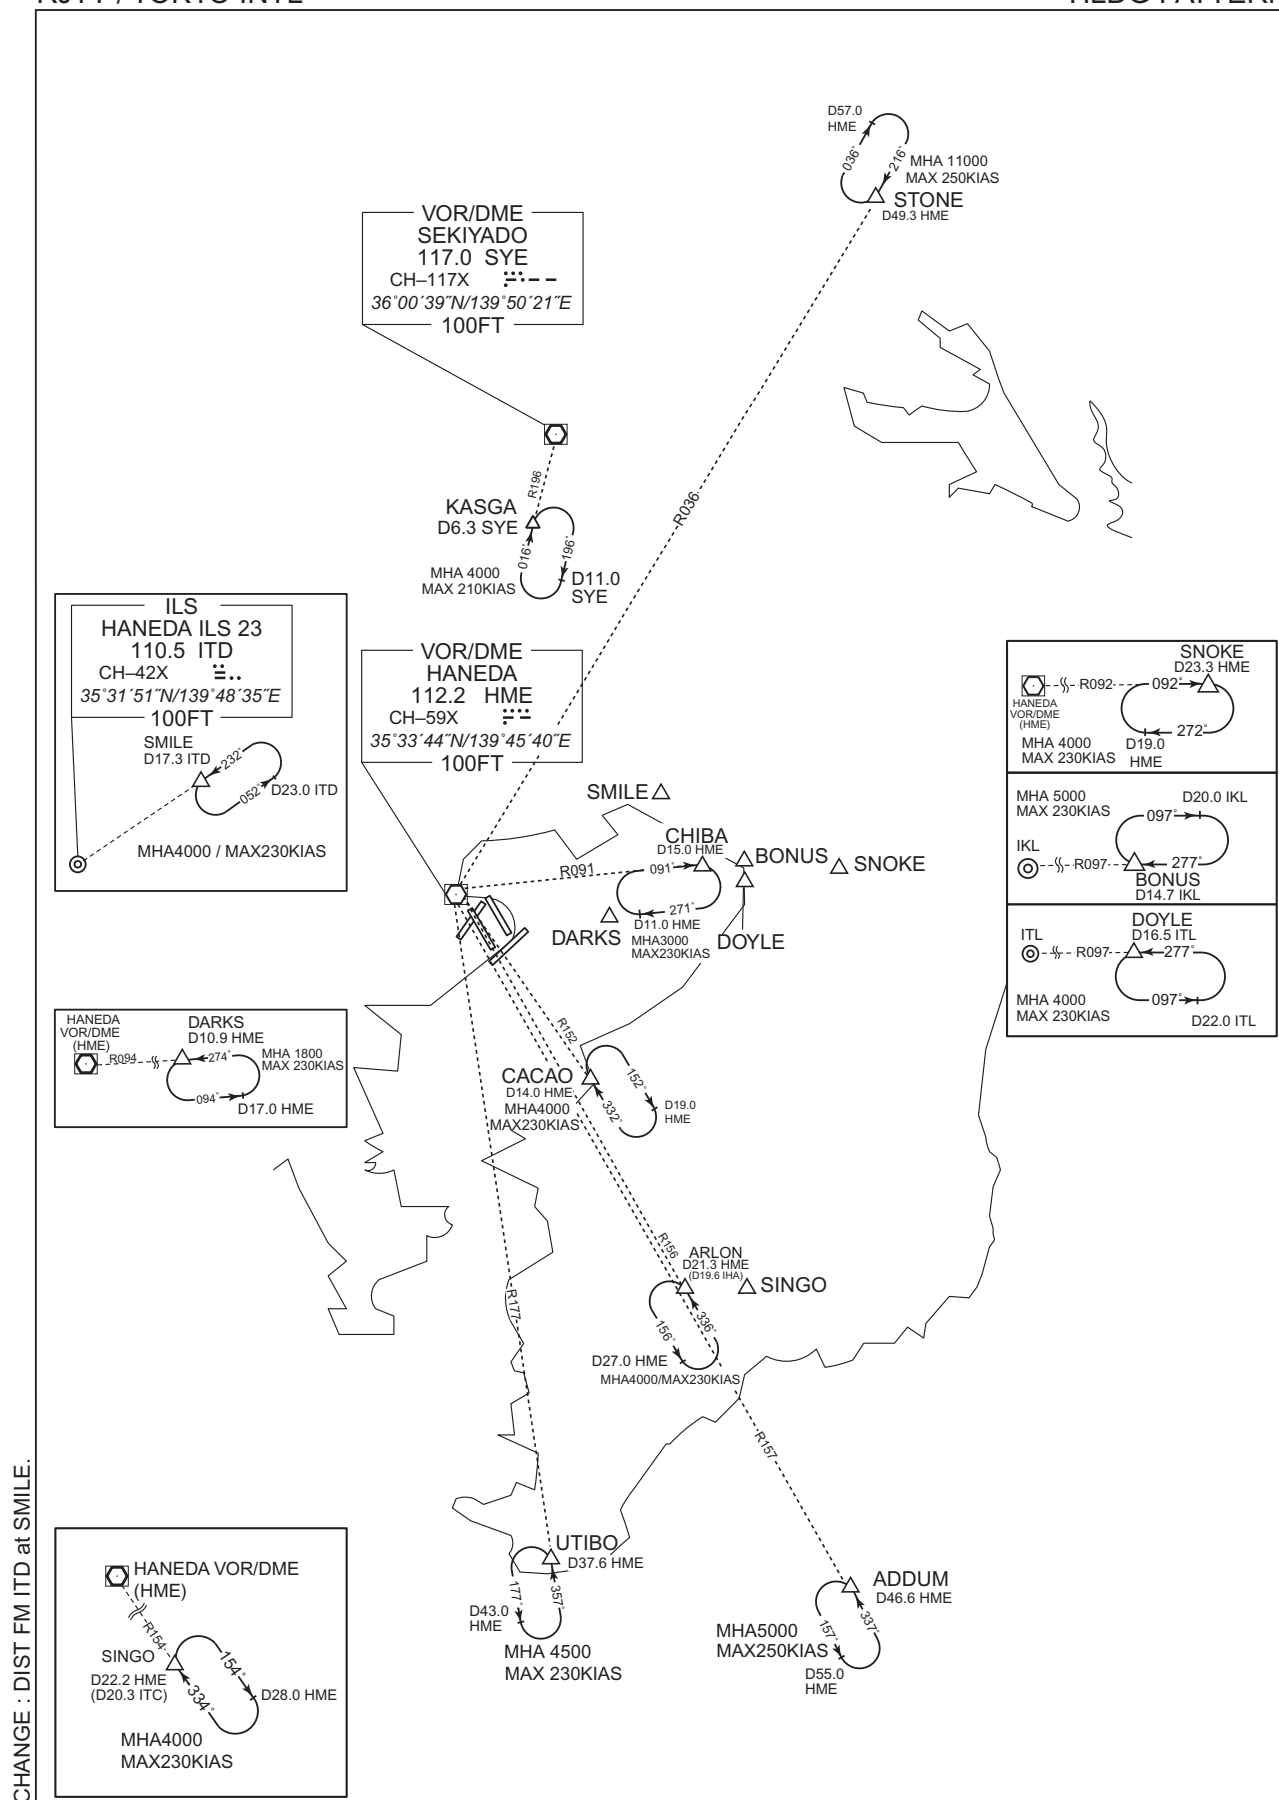 D57.0
HME
036°
216°
MHA 11000
MAX 250KIAS
STONE
D49.3 HME
VOR/DME
SEKIYADO
117.0 SYE
CH–117X
36°00´39˝N/139°50´21˝E
100FT
R196
R036
KASGA
D6.3 SYE
016°
196°
MHA 4000
MAX 210KIAS
D11.0
SYE
ILS
HANEDA ILS 23
110.5 ITD
CH–42X
35°31´51˝N/139°48´35˝E
100FT
SMILE
D17.3 ITD
232°
052°
D23.0 ITD
MHA4000 / MAX230KIAS
VOR/DME
HANEDA
112.2 HME
CH–59X
35°33´44˝N/139°45´40˝E
100FT
SNOKE
D23.3 HME
R092
092°
HANEDA
VOR/DME
(HME)
272°
MHA 4000
MAX 230KIAS
D19.0
HME
MHA 5000
MAX 230KIAS
D20.0 IKL
097°
IKL
R097
277°
BONUS
D14.7 IKL
DOYLE
D16.5 ITL
ITL
R097
277°
MHA 4000
MAX 230KIAS
097°
D22.0 ITL
SMILE
CHIBA
D15.0 HME
BONUS
SNOKE
R091
091°
271°
D11.0 HME
DARKS
MHA3000
MAX230KIAS
DOYLE
HANEDA
VOR/DME
(HME)
DARKS
D10.9 HME
R094
274°
MHA 1800
MAX 230KIAS
094°
D17.0 HME
R152
CACAO
D14.0 HME
MHA4000
MAX230KIAS
152°
332°
D19.0
HME
R156
ARLON
D21.3 HME
(D19.6 IHA)
SINGO
R177
156°
336°
D27.0 HME
MHA4000/MAX230KIAS
R157
UTIBO
D37.6 HME
177°
357°
D43.0
HME
MHA 4500
MAX 230KIAS
ADDUM
D46.6 HME
MHA5000
MAX250KIAS
157°
337°
D55.0
HME
HANEDA VOR/DME
(HME)
R154
SINGO
D22.2 HME
(D20.3 ITC)
154°
334°
D28.0 HME
MHA4000
MAX230KIAS
CHANGE : DIST FM ITD at SMILE.